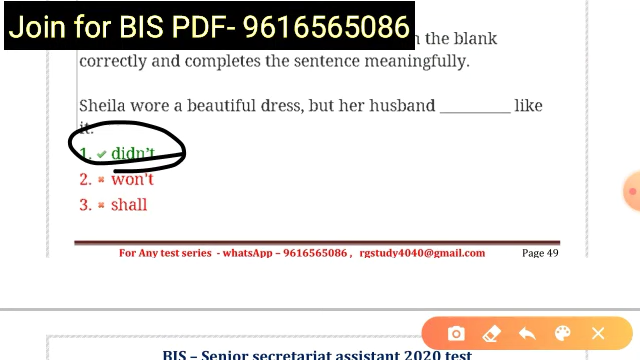 Join for BIS PDF- 9616565086
the blank
correctly and completes the sentence meaningfully.
Sheila wore a beautiful dress, but her husband _________ like
it.
1. ✓ didn't
2. × won't
3. × shall
For Any test series - whatsApp – 9616565086 , rgstudy4040@gmail.com Page 49
BIS – Senior secretariat assistant 2020 test